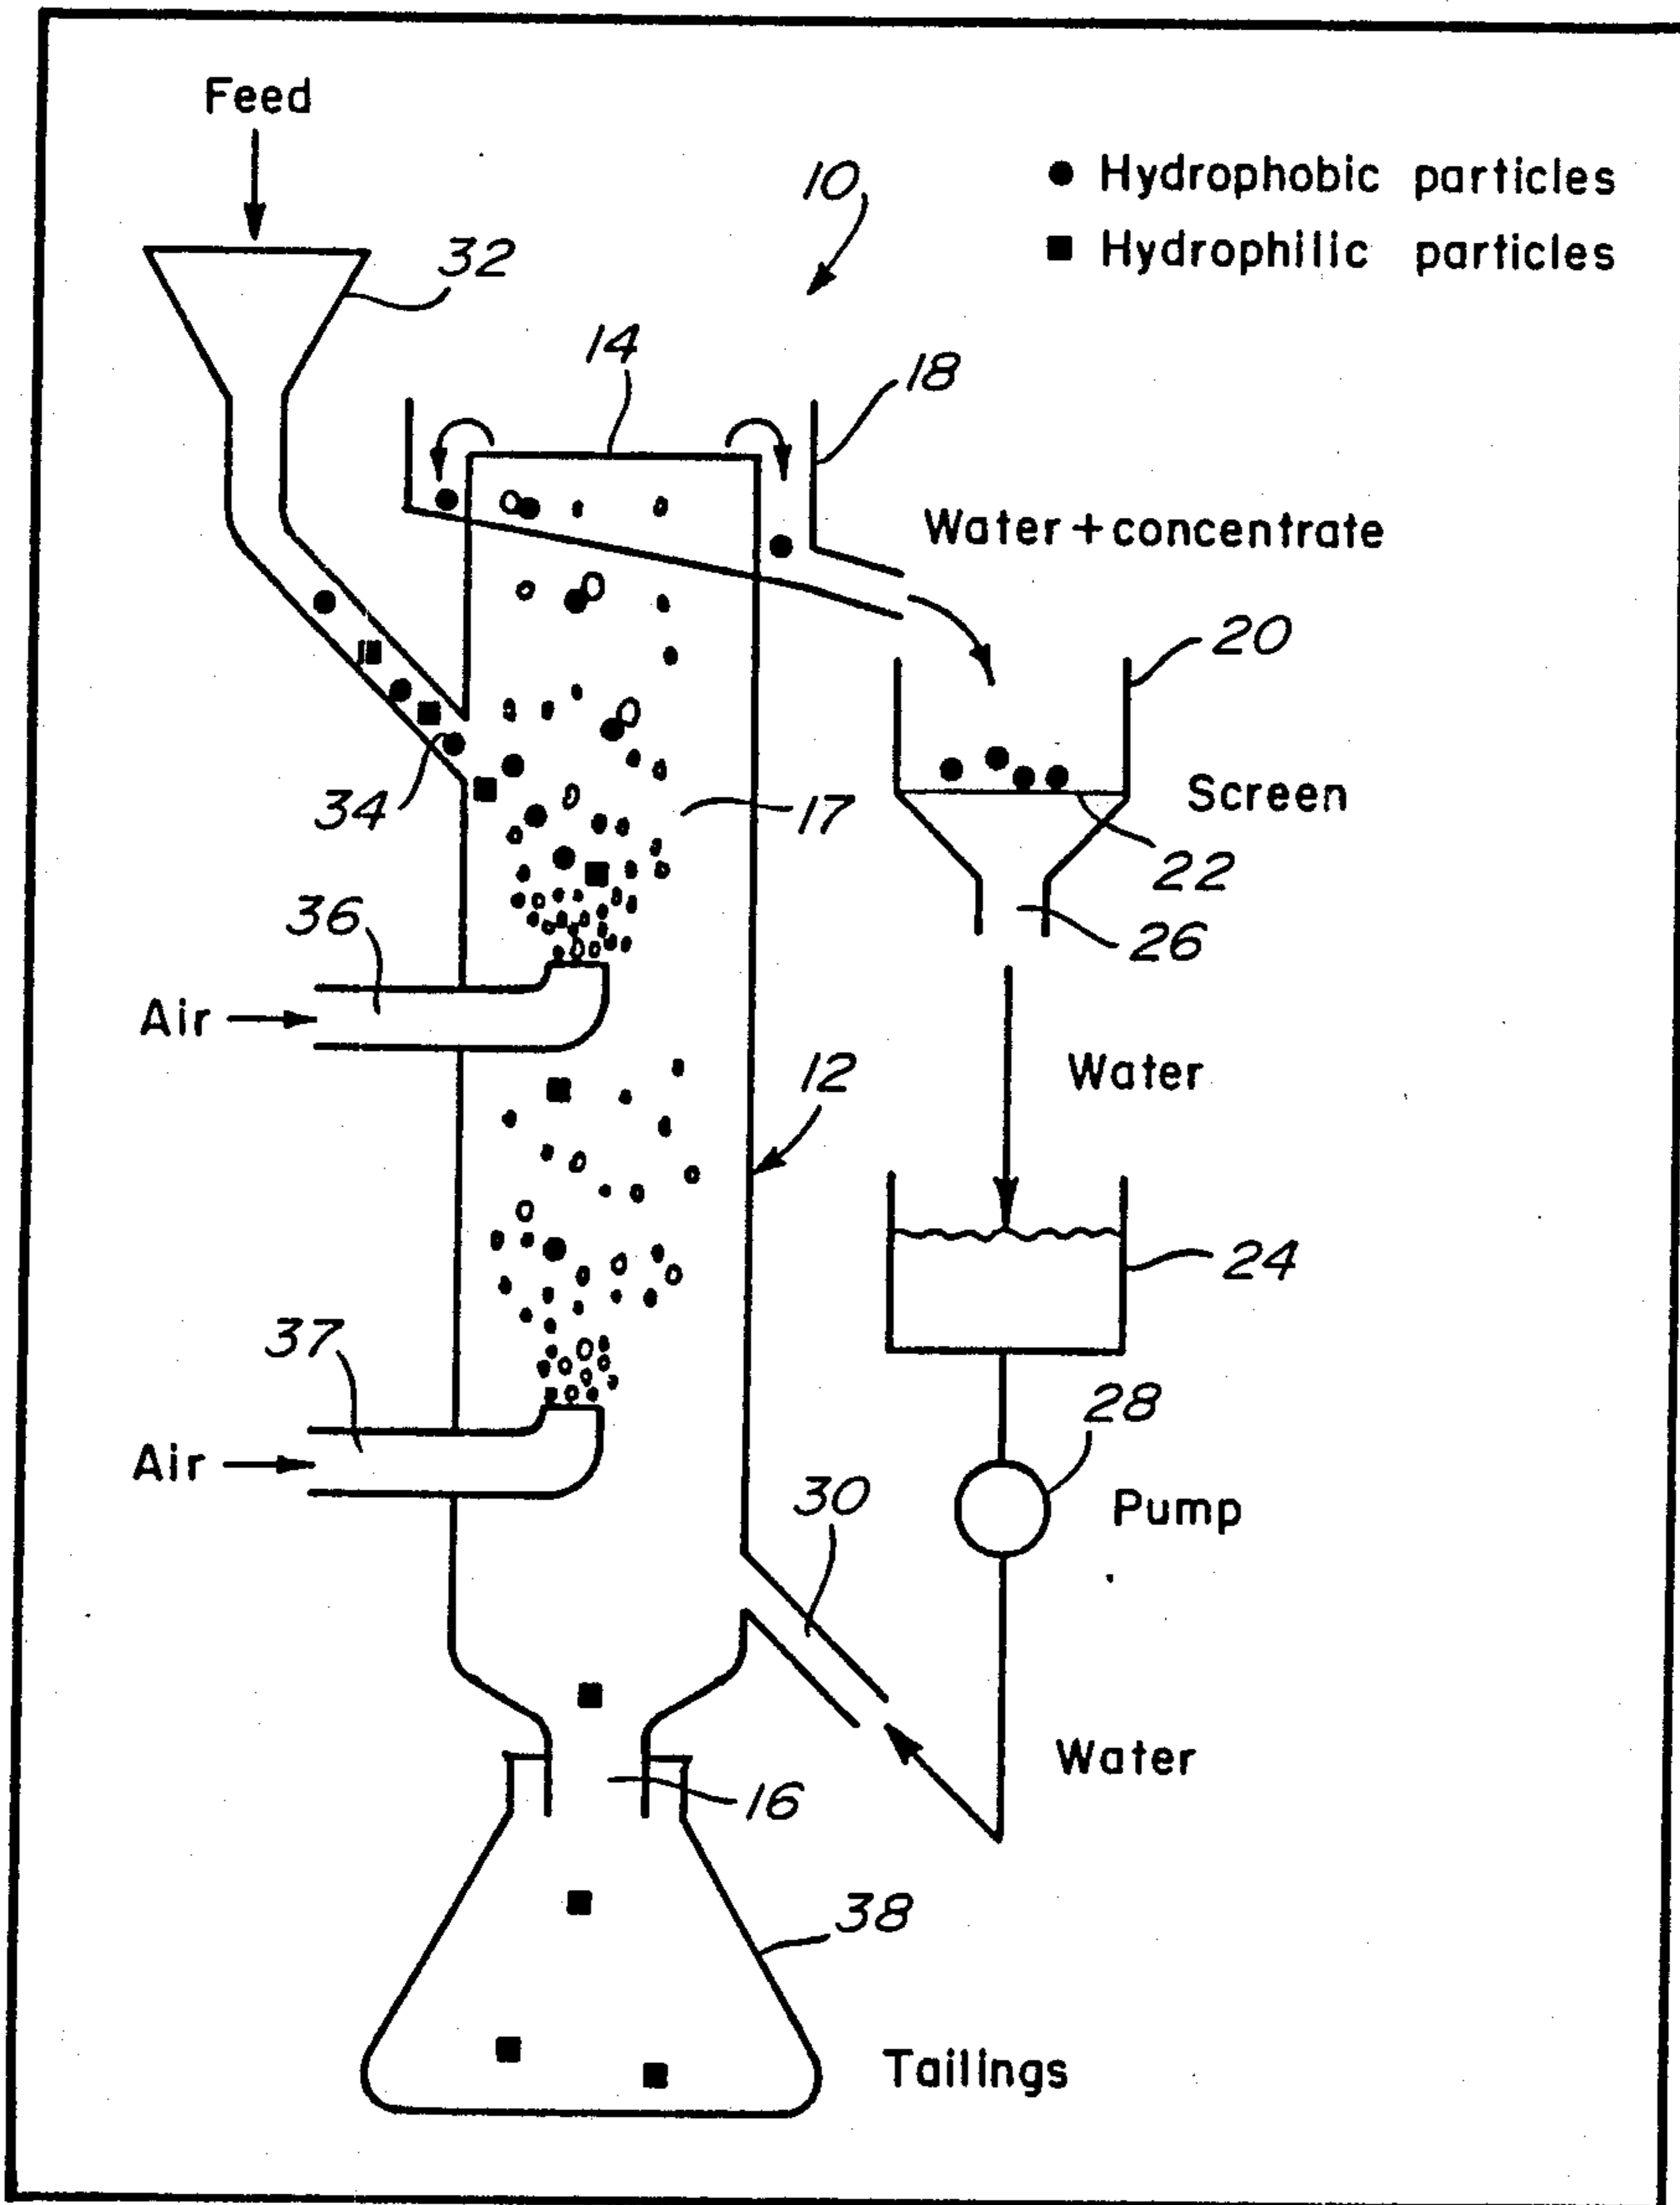 Feed
10
Hydrophobic particles
Hydrophilic particles
32
14
18
Water + concentrate
20
34
17
Screen
22
36
26
Air
12
Water
24
37
28
Air
30
Pump
Water
16
38
Tailings